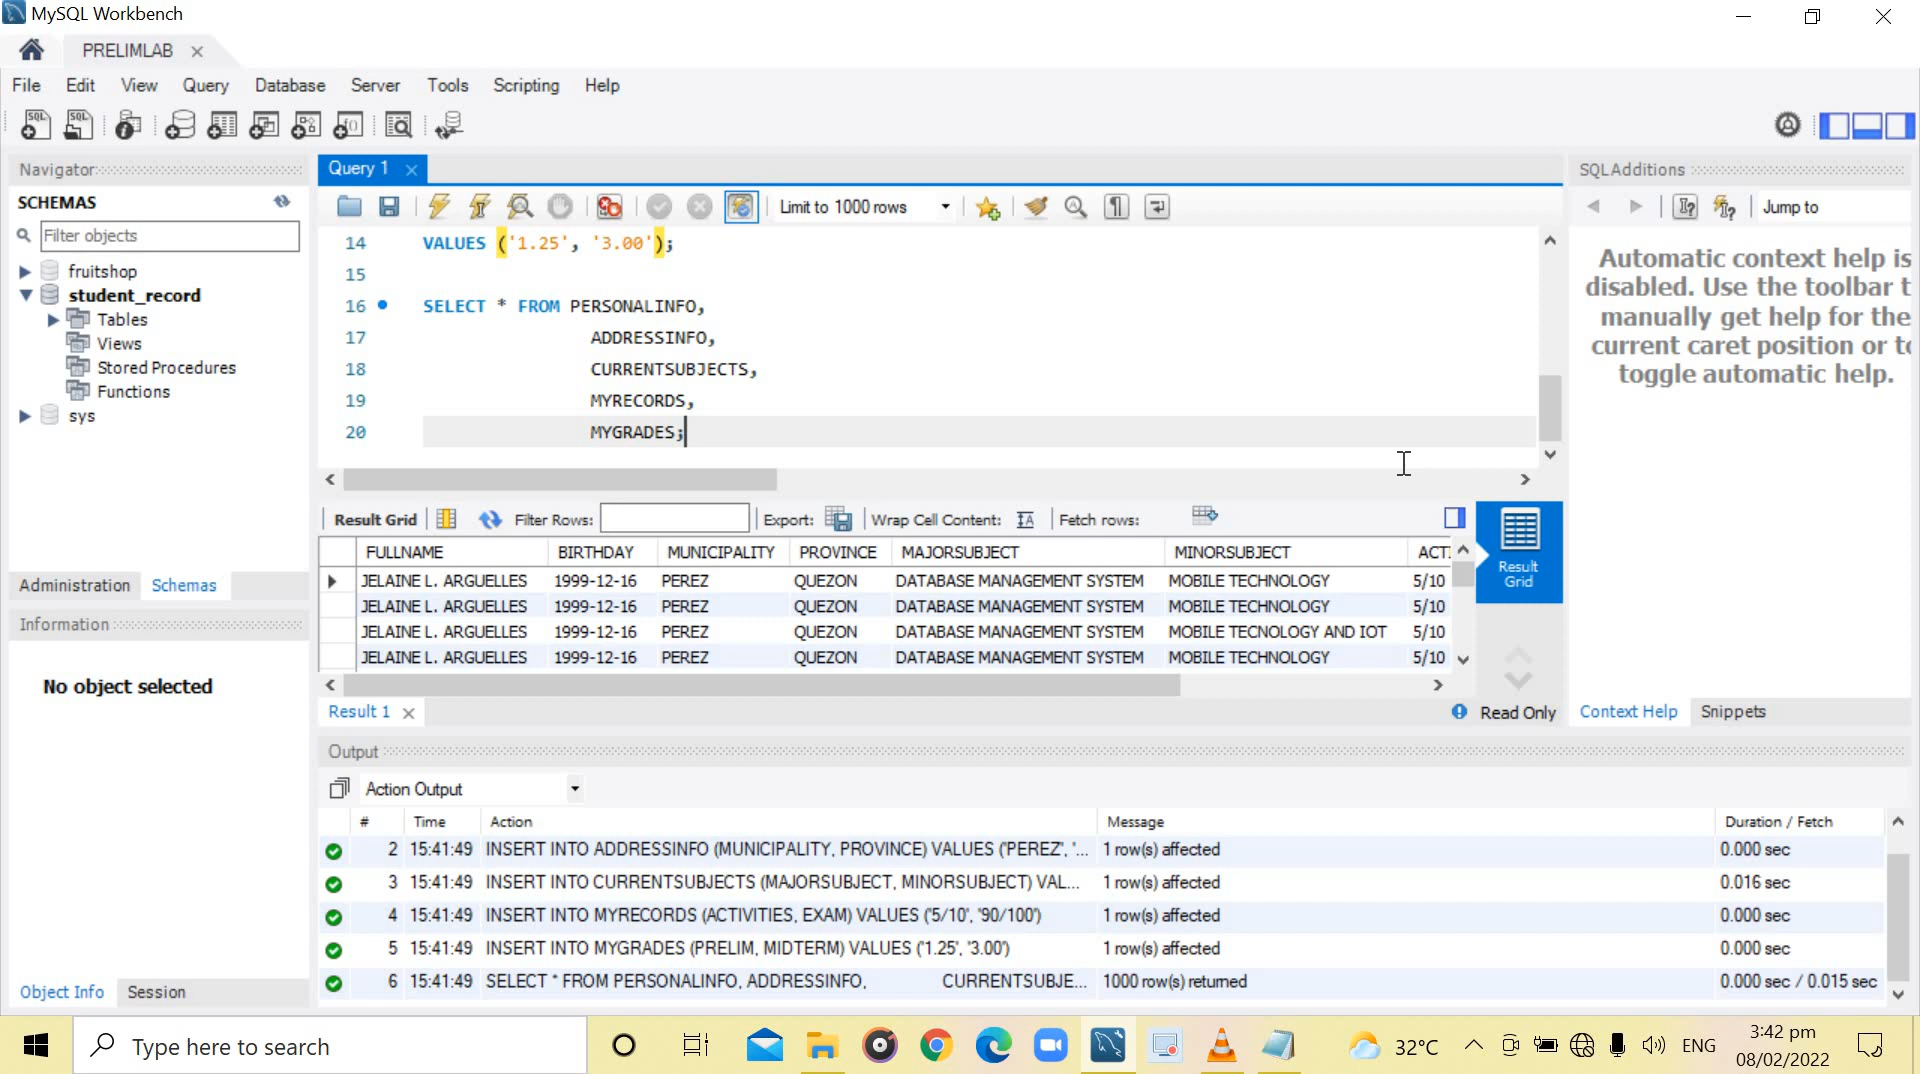 MySQL Workbench
PRELIMLAB
File Edit View Query Database Server Tools Scripting Help
Navigator
SCHEMAS
Filter objects
fruitshop
student_record
Tables
Views
Stored Procedures
Functions
sys
Administration Schemas
Information
No object selected
Object Info Session
Query 1
Limit to 1000 rows
14 VALUES ('1.25', '3.00');
15
16 SELECT * FROM PERSONALINFO,
17 ADDRESSINFO,
18 CURRENTSUBJECTS,
19 MYRECORDS,
20 MYGRADES;
Result Grid Filter Rows: Export: Wrap Cell Content: Fetch rows:
FULLNAME BIRTHDAY MUNICIPALITY PROVINCE MAJORSUBJECT MINORSUBJECT ACTI
JELAINE L. ARGUELLES 1999-12-16 PEREZ QUEZON DATABASE MANAGEMENT SYSTEM MOBILE TECHNOLOGY 5/10
JELAINE L. ARGUELLES 1999-12-16 PEREZ QUEZON DATABASE MANAGEMENT SYSTEM MOBILE TECHNOLOGY 5/10
JELAINE L. ARGUELLES 1999-12-16 PEREZ QUEZON DATABASE MANAGEMENT SYSTEM MOBILE TECNOLOGY AND IOT 5/10
JELAINE L. ARGUELLES 1999-12-16 PEREZ QUEZON DATABASE MANAGEMENT SYSTEM MOBILE TECHNOLOGY 5/10
Result Grid
Result 1
Read Only
SQLAdditions
Jump to
Automatic context help is
disabled. Use the toolbar t
manually get help for the
current caret position or to
toggle automatic help.
Context Help Snippets
Output
Action Output
# Time Action Message Duration / Fetch
2 15:41:49 INSERT INTO ADDRESSINFO (MUNICIPALITY, PROVINCE) VALUES ('PEREZ', '... 1 row(s) affected 0.000 sec
3 15:41:49 INSERT INTO CURRENTSUBJECTS (MAJORSUBJECT, MINORSUBJECT) VAL... 1 row(s) affected 0.016 sec
4 15:41:49 INSERT INTO MYRECORDS (ACTIVITIES, EXAM) VALUES ('5/10', '90/100') 1 row(s) affected 0.000 sec
5 15:41:49 INSERT INTO MYGRADES (PRELIM, MIDTERM) VALUES ('1.25', '3.00') 1 row(s) affected 0.000 sec
6 15:41:49 SELECT * FROM PERSONALINFO, ADDRESSINFO, CURRENTSUBJE... 1000 row(s) returned 0.000 sec / 0.015 sec
Type here to search
32°C
ENG
3:42 pm
08/02/2022